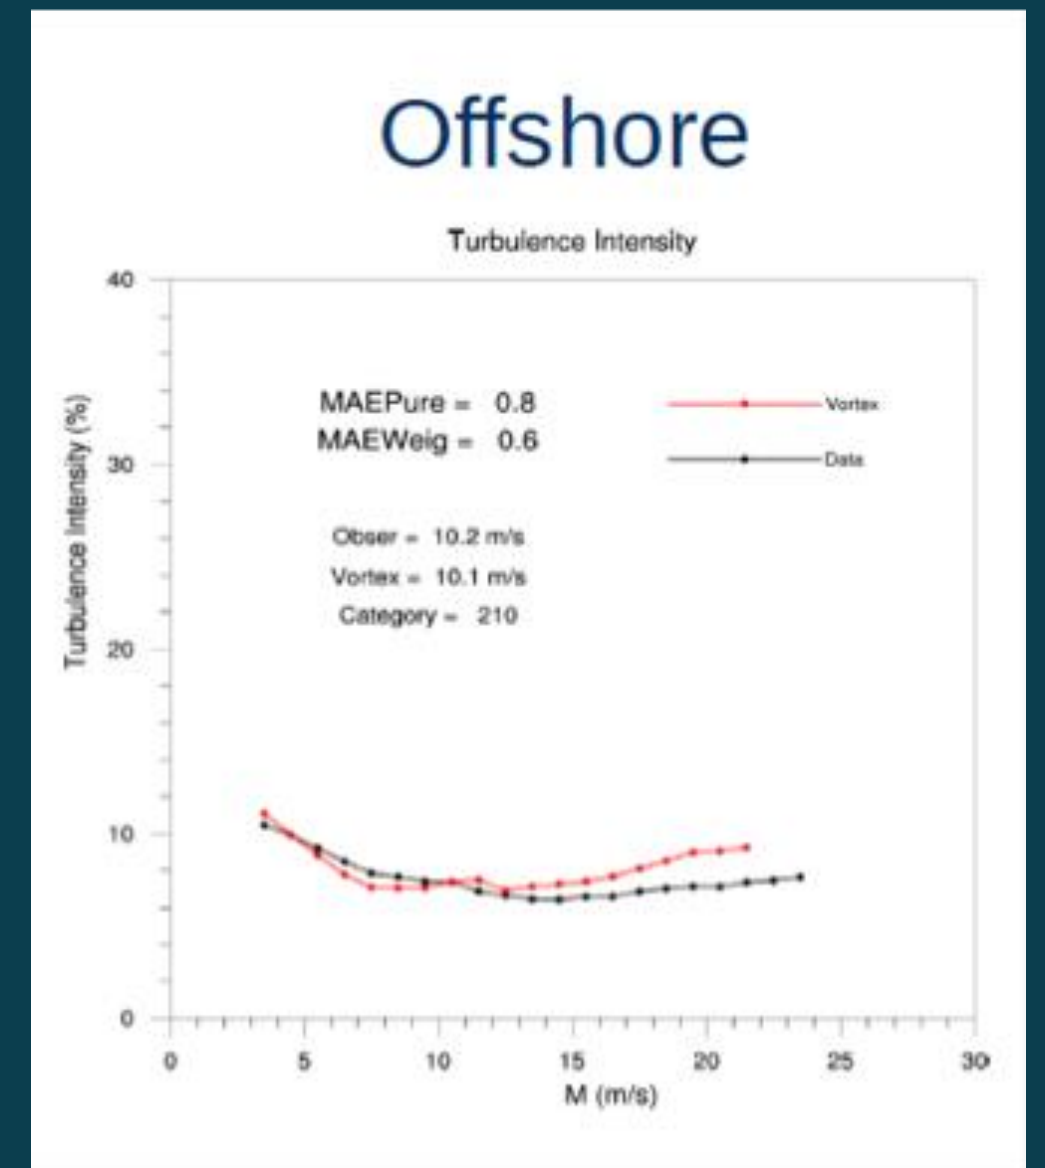 Offshore
Turbulence Intensity
40
30
20
10
0
Turbulence Intensity (%)
MAEPure = 0.8
MAEWeig = 0.6
Vortex
Data
Obser = 10.2 m/s
Vortex = 10.1 m/s
Category = 210
0 5 10 15 20 25 30
M (m/s)